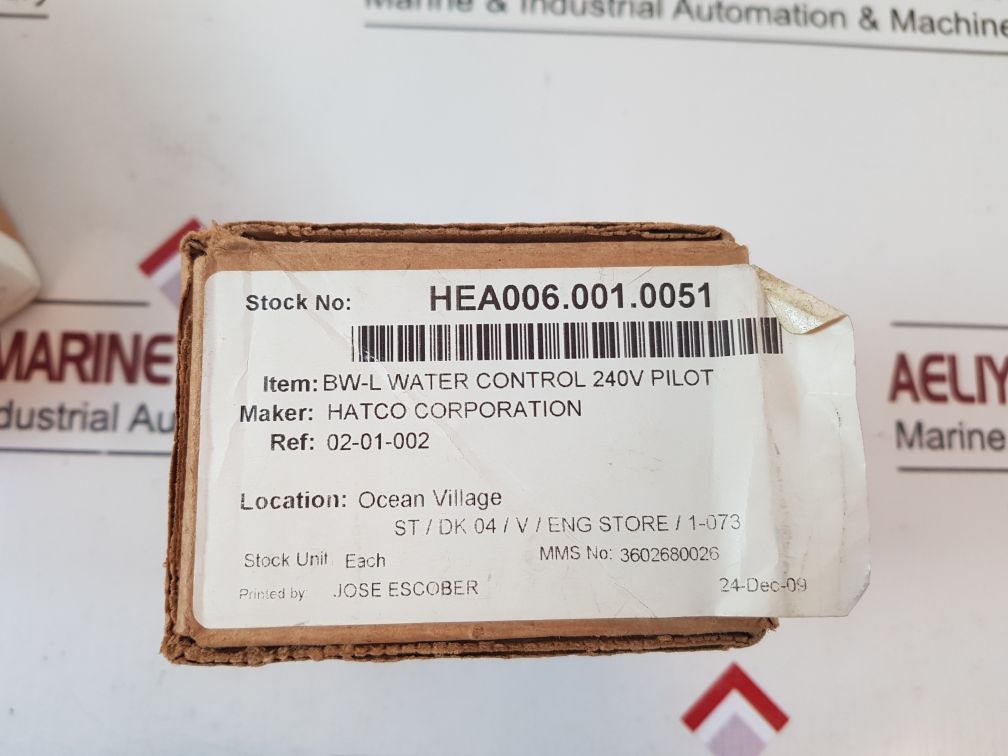 Marine & Industrial Automation & Machine
Stock No: HEA006.001.0051
Item: BW-L WATER CONTROL 240V PILOT
Maker: HATCO CORPORATION
Ref: 02-01-002
Location: Ocean Village
ST / DK 04 / V / ENG STORE / 1-073
Stock Unit Each MMS No: 3602680026
Printed by: JOSE ESCOBER 24-Dec-09
MARINE
dustrial Au
AELIY
Marine